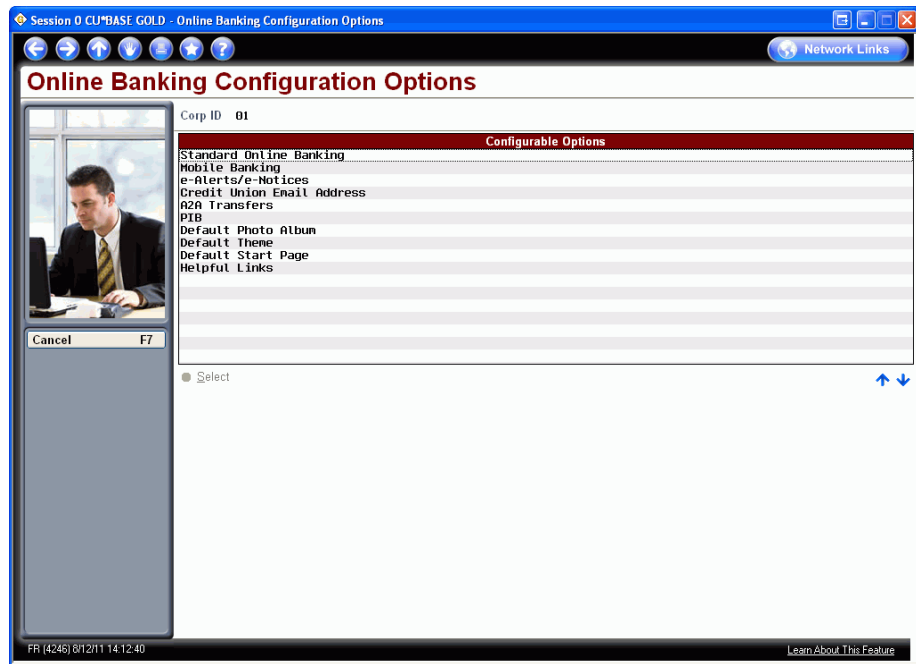 Session 0 CU*BASE GOLD - Online Banking Configuration Options
Network Links
Online Banking Configuration Options
Corp ID 01
Configurable Options
Standard Online Banking
Mobile Banking
e-Alerts/e-Notices
Credit Union Email Address
A2A Transfers
PIB
Default Photo Album
Default Theme
Default Start Page
Helpful Links
Cancel F7
Select
FR (4246) 8/12/11 14:12:40
Learn About This Feature